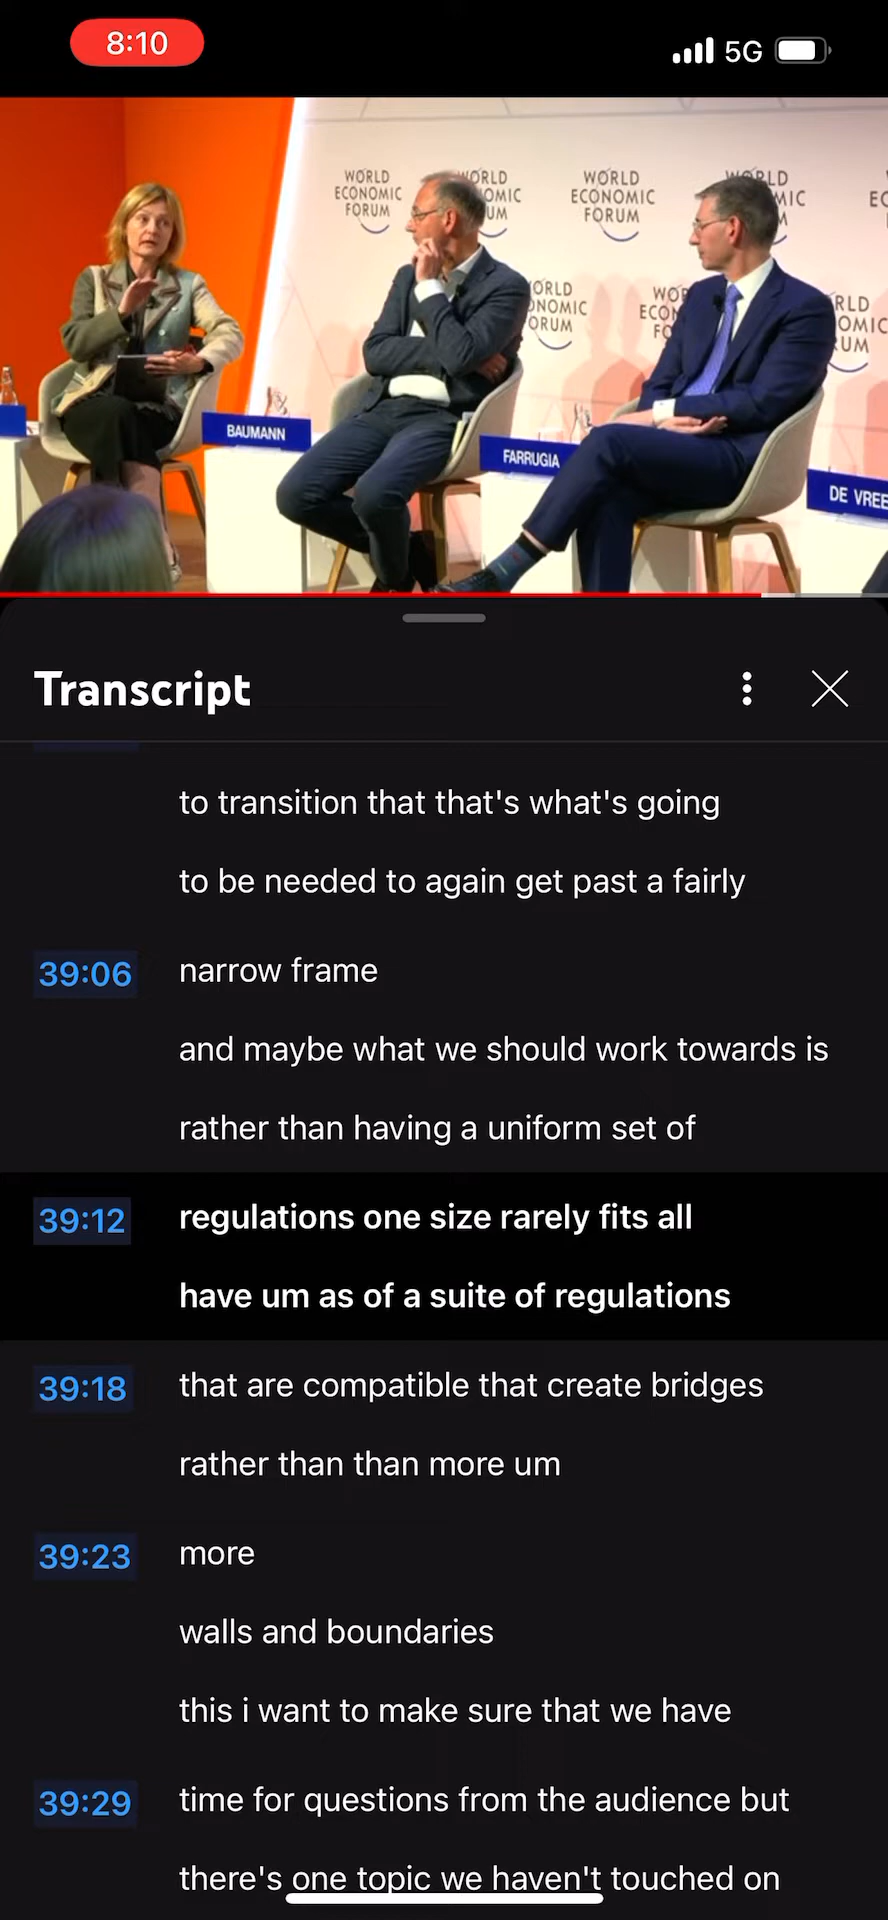 8:10
5G
WORLD
ECONOMIC
FORUM
WORLD
ECONOMIC
FORUM
BAUMANN
FARRUGIA
DE VREE
Transcript
to transition that that's what's going
to be needed to again get past a fairly
39:06 narrow frame
and maybe what we should work towards is
rather than having a uniform set of
39:12 regulations one size rarely fits all
have um as of a suite of regulations
39:18 that are compatible that create bridges
rather than than more um
39:23 more
walls and boundaries
this i want to make sure that we have
39:29 time for questions from the audience but
there's one topic we haven't touched on